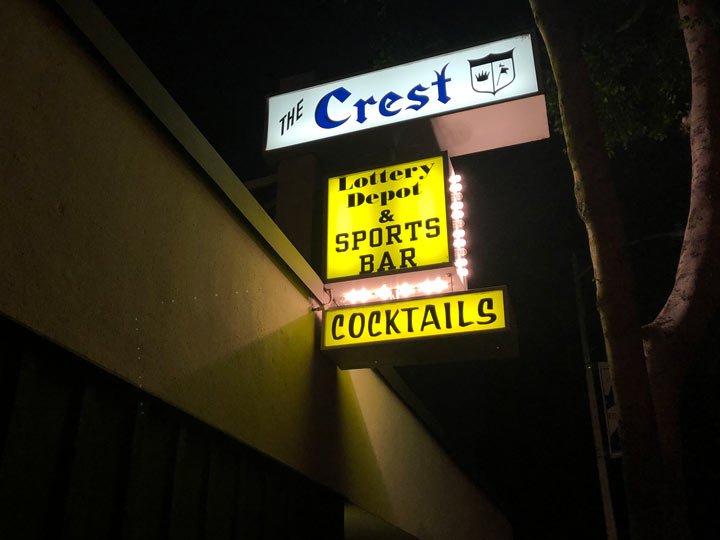 THE Crest
Lottery
Depot
&
SPORTS
BAR
COCKTAILS